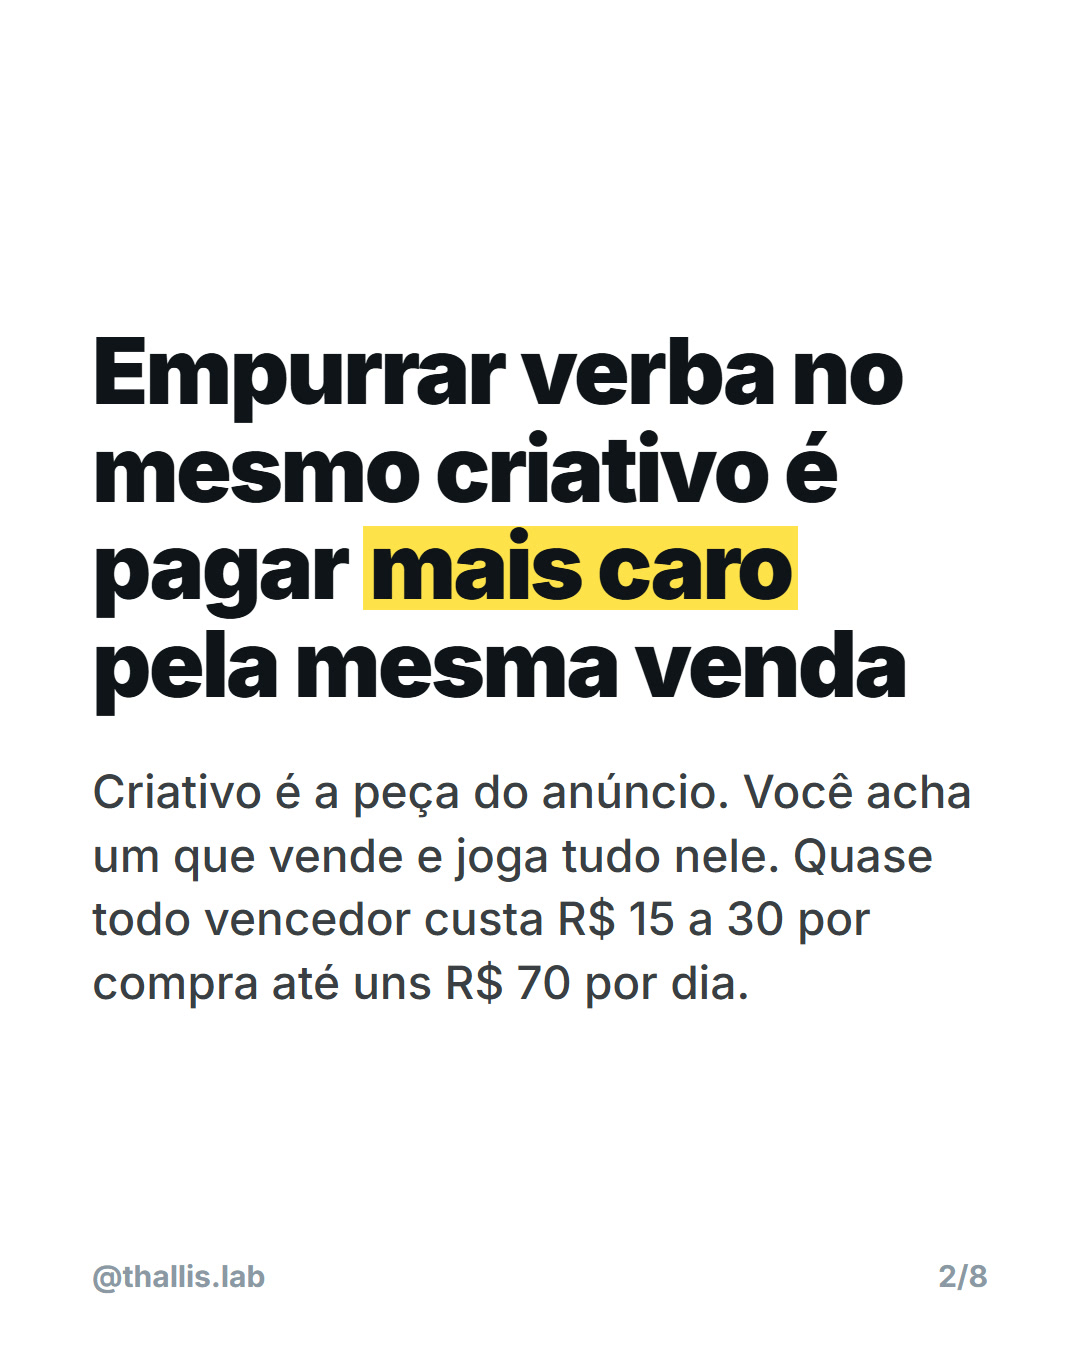 Empurrar verba no
mesmo criativo é
pagar mais caro
pela mesma venda
Criativo é a peça do anúncio. Você acha
um que vende e joga tudo nele. Quase
todo vencedor custa R$ 15 a 30 por
compra até uns R$ 70 por dia.
@thallis.lab
2/8